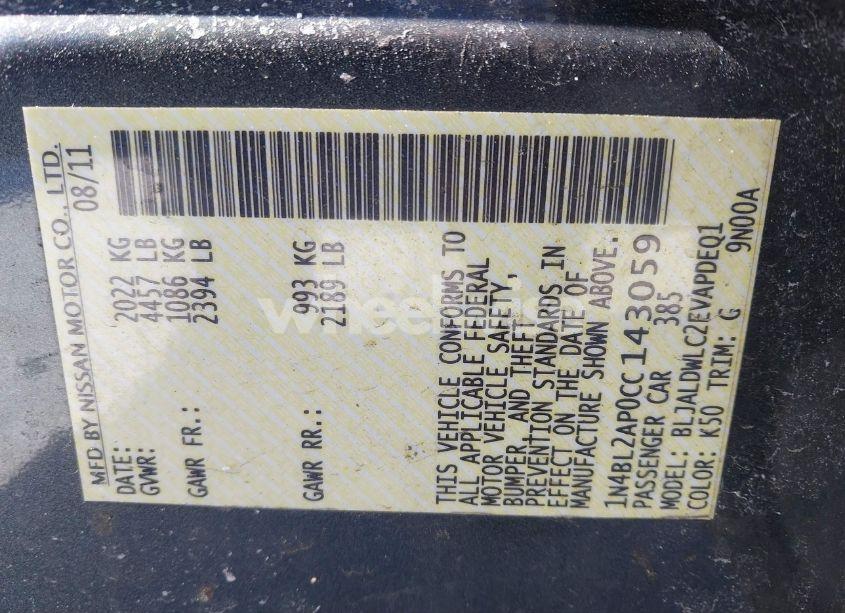 MFD BY NISSAN MOTOR CO., LTD.
08/11
DATE:
GVWR: 2022 KG
4457 LB
GAWR FR.: 1086 KG
2394 LB
GAWR RR.: 993 KG
2189 LB
THIS VEHICLE CONFORMS TO
ALL APPLICABLE FEDERAL
MOTOR VEHICLE SAFETY,
BUMPER, AND THEFT
PREVENTION STANDARDS IN
EFFECT ON THE DATE OF
MANUFACTURE SHOWN ABOVE.
1N4BL2AP0CC143059
PASSENGER CAR 385
MODEL: BLJALDWLC2EVAPDEQ1
COLOR: K50 TRIM: G 9N00A